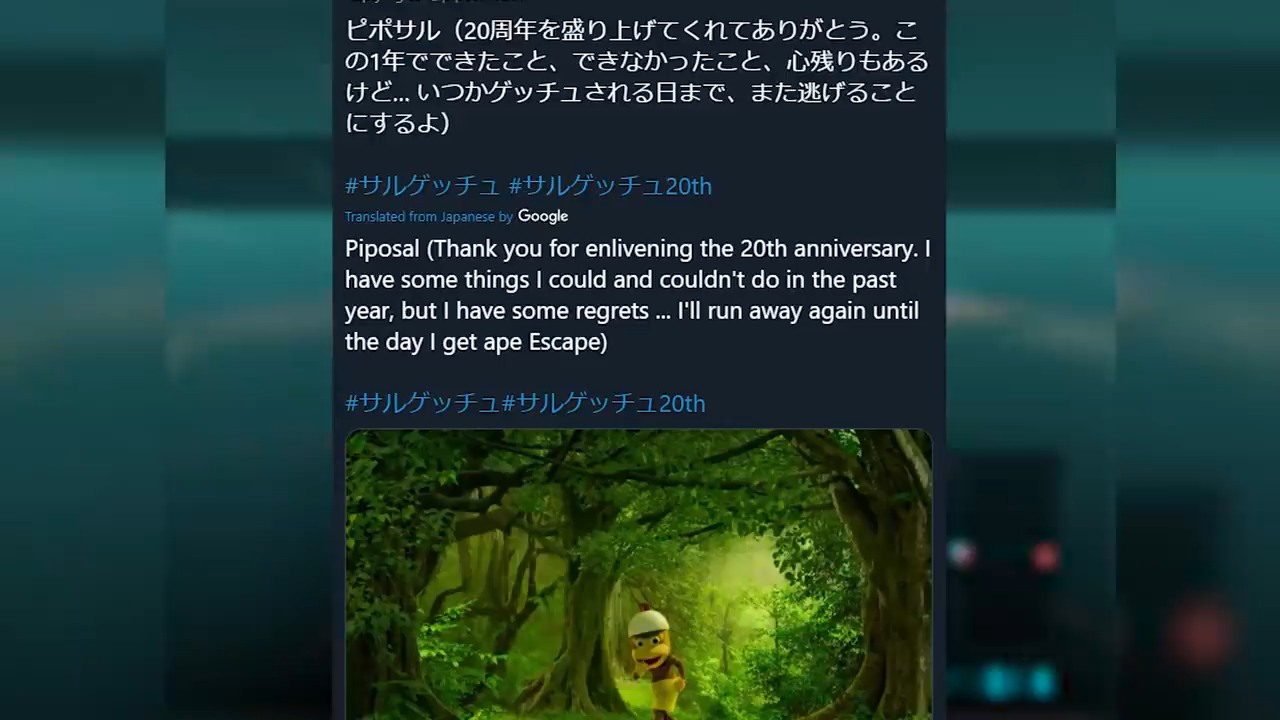 ピポサル（20周年を盛り上げてくれてありがとう。こ
の1年でできたこと、できなかったこと、心残りもある
けど... いつかゲッチュされる日まで、また逃げること
にするよ）
#サルゲッチュ #サルゲッチュ20th
Translated from Japanese by Google
Piposal (Thank you for enlivening the 20th anniversary. I
have some things I could and couldn't do in the past
year, but I have some regrets ... I'll run away again until
the day I get ape Escape)
#サルゲッチュ#サルゲッチュ20th